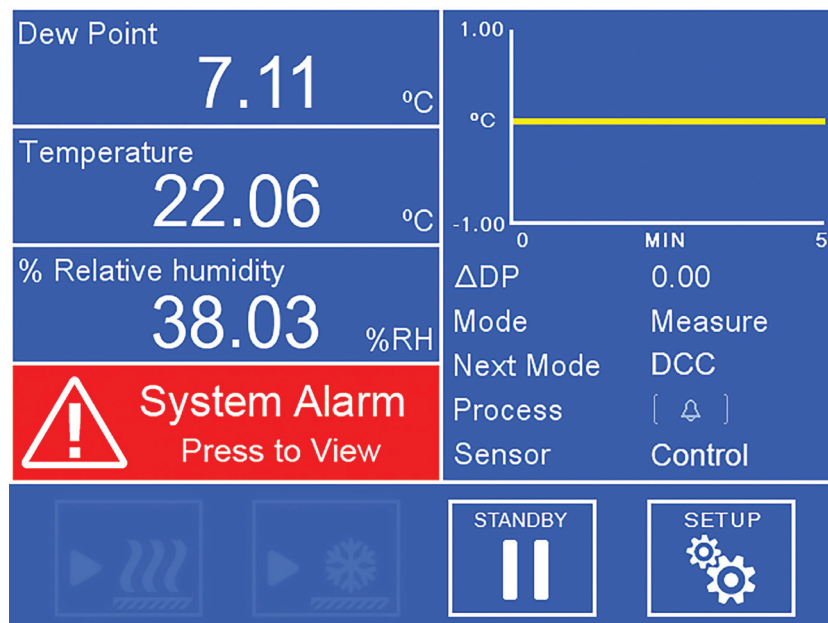 Dew Point
7.11 ºC
Temperature
22.06 ºC
% Relative humidity
38.03 %RH
System Alarm
Press to View
1.00
ºC
-1.00
0 MIN 5
ΔDP 0.00
Mode Measure
Next Mode DCC
Process [ ]
Sensor Control
STANDBY
SETUP